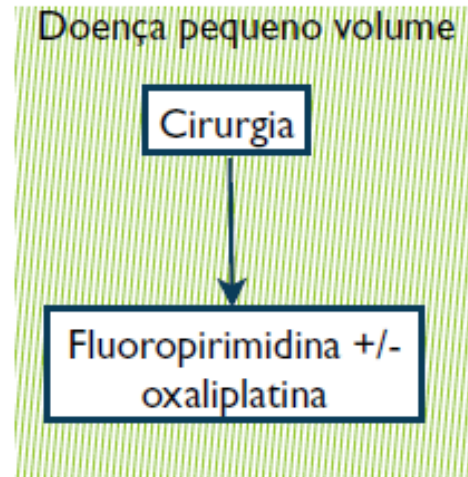 Doença pequeno volume
Cirurgia
Fluoropirimidina +/-
oxaliplatina